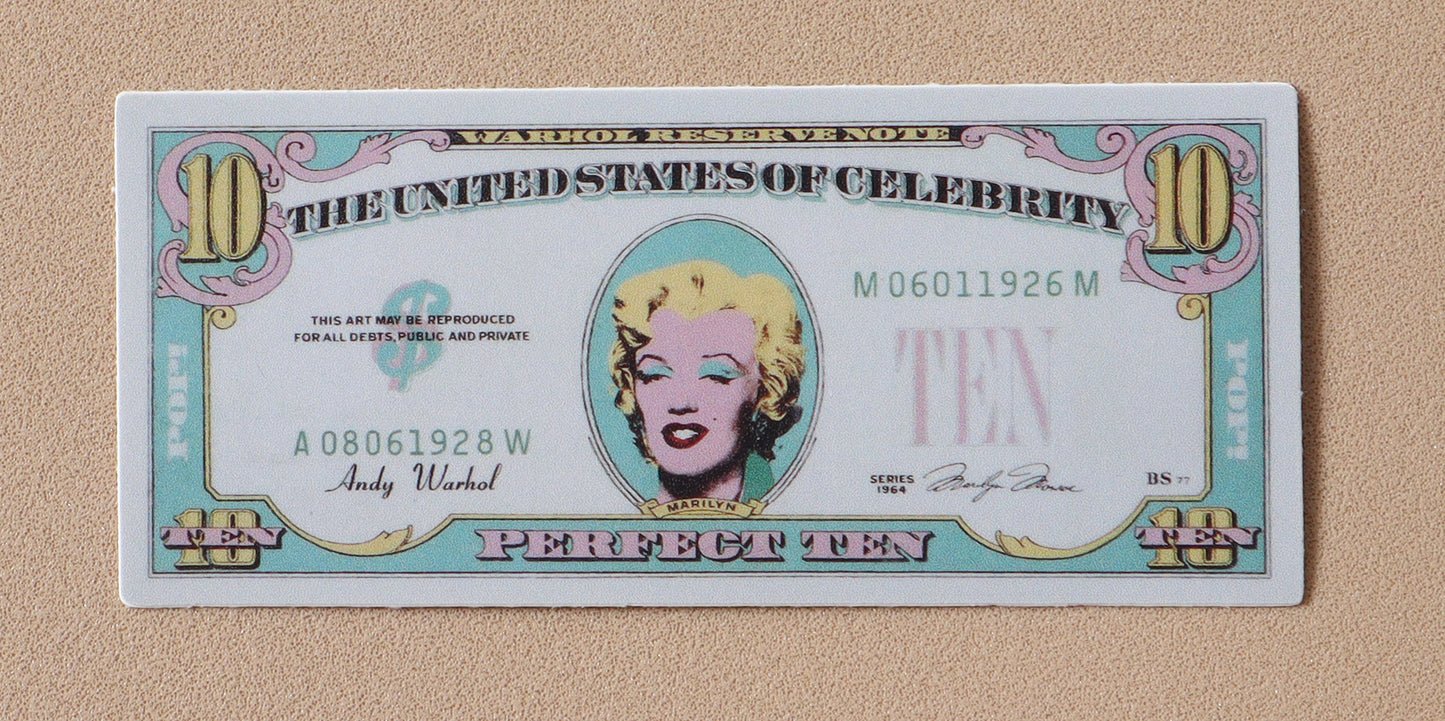 WARHOL RESERVE NOTE
10
10
THE UNITED STATES OF CELEBRITY
$
M 06011926 M
THIS ART MAY BE REPRODUCED
FOR ALL DEBTS, PUBLIC AND PRIVATE
TEN
POP!
POP!
A 08061928 W
Andy Warhol
SERIES
1964
Marilyn Monroe
BS 77
MARILYN
10 TEN
PERFECT TEN
10 TEN